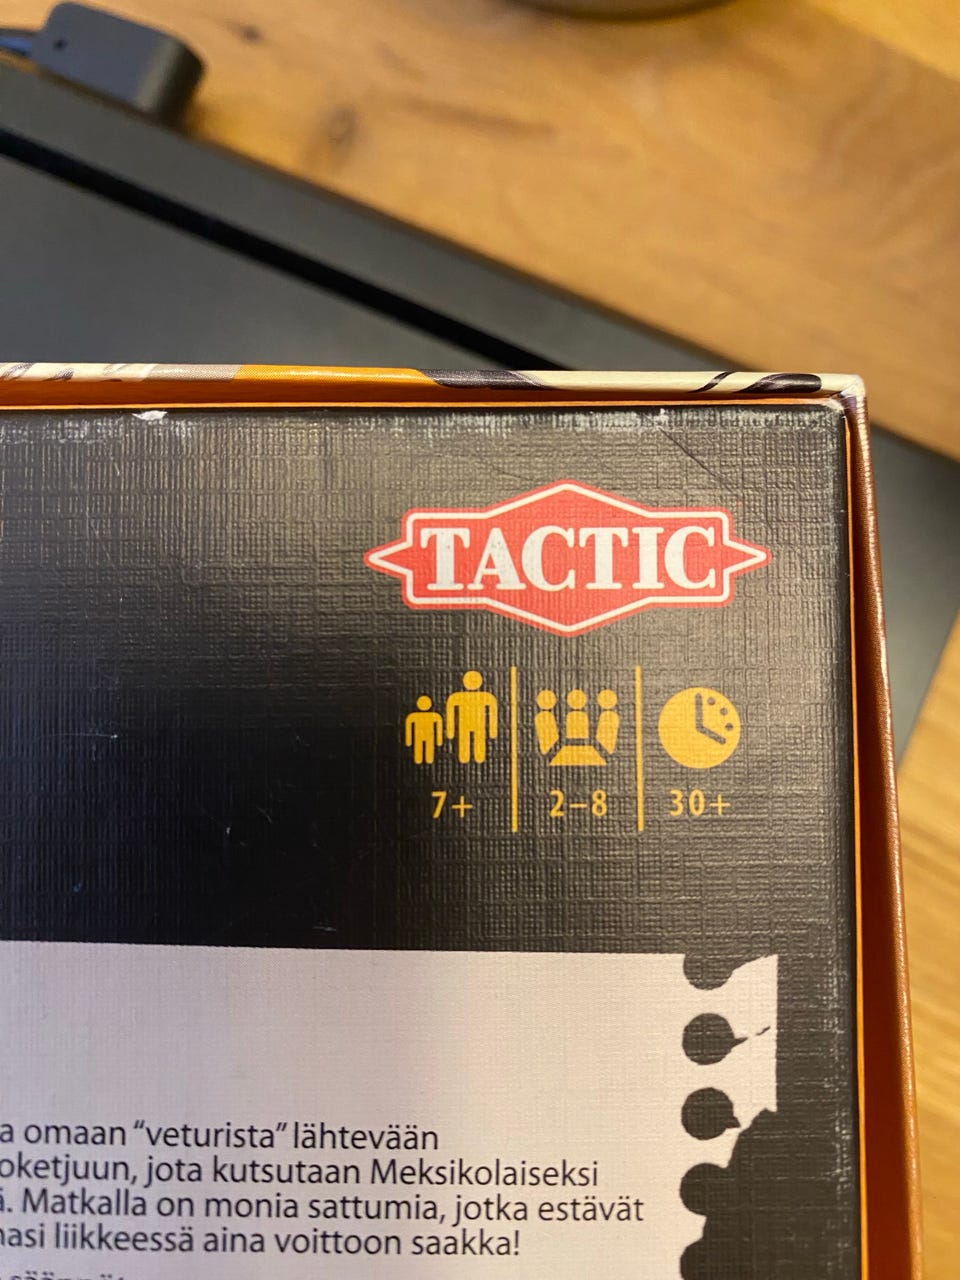 TACTIC
7+ 2–8 30+
a omaan “veturista” lähtevään
oketjuun, jota kutsutaan Meksikolaiseksi
ä. Matkalla on monia sattumia, jotka estävät
nasi liikkeessä aina voittoon saakka!